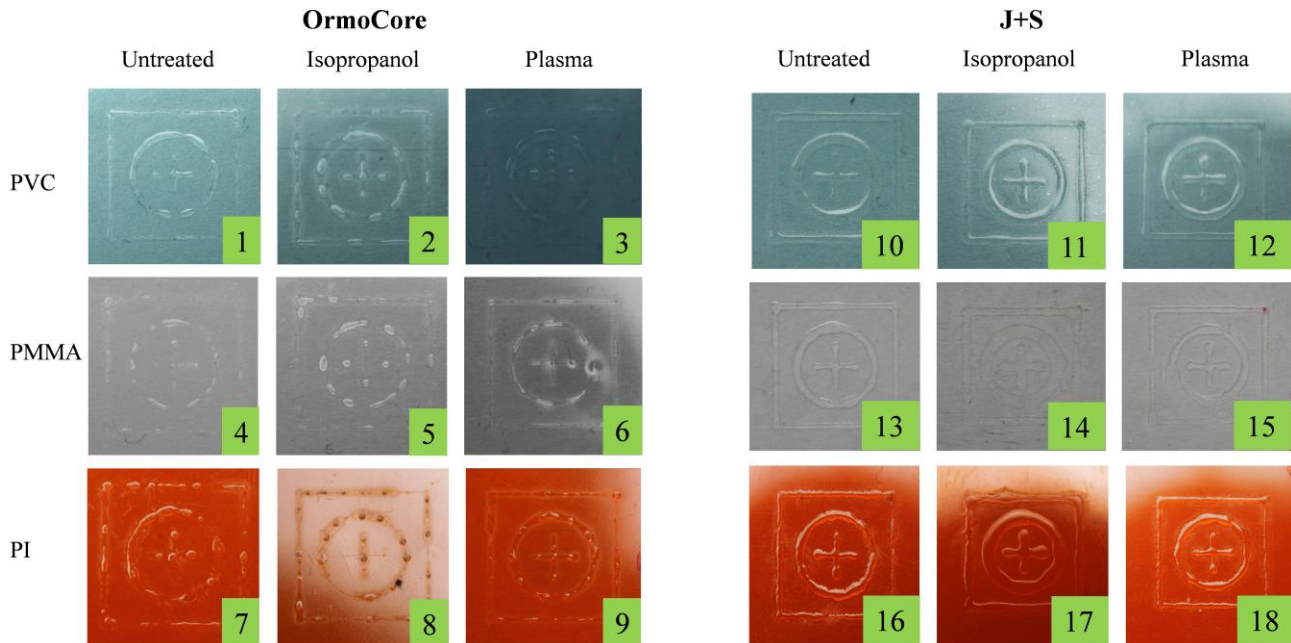 OrmoCore J+S
Untreated Isopropanol Plasma Untreated Isopropanol Plasma
PVC
1 2 3 10 11 12
PMMA
4 5 6 13 14 15
PI
7 8 9 16 17 18